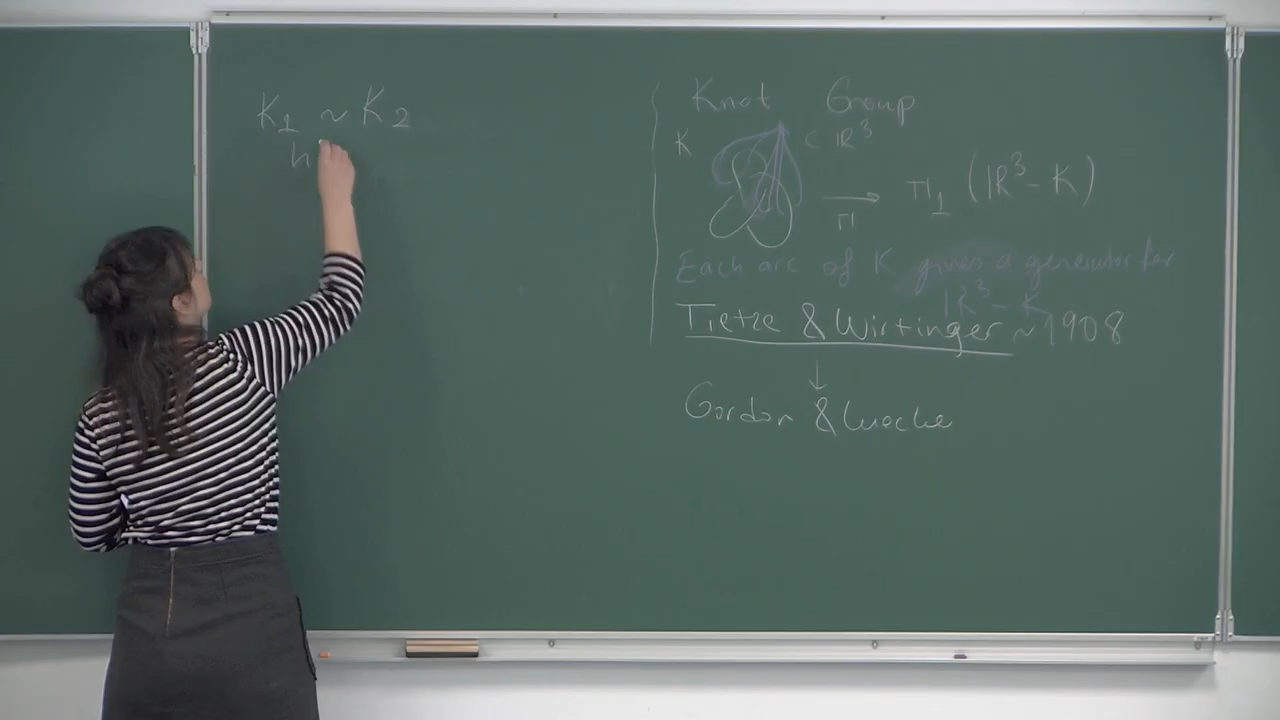 K₁ ~ K₂
h
Knot Group
K ⊂ ℝ³
→ π₁ (ℝ³ - K)
π
Each arc of K gives a generator for
ℝ³ - K
Tietze & Wirtinger ~ 1908
↓
Gordon & Luecke